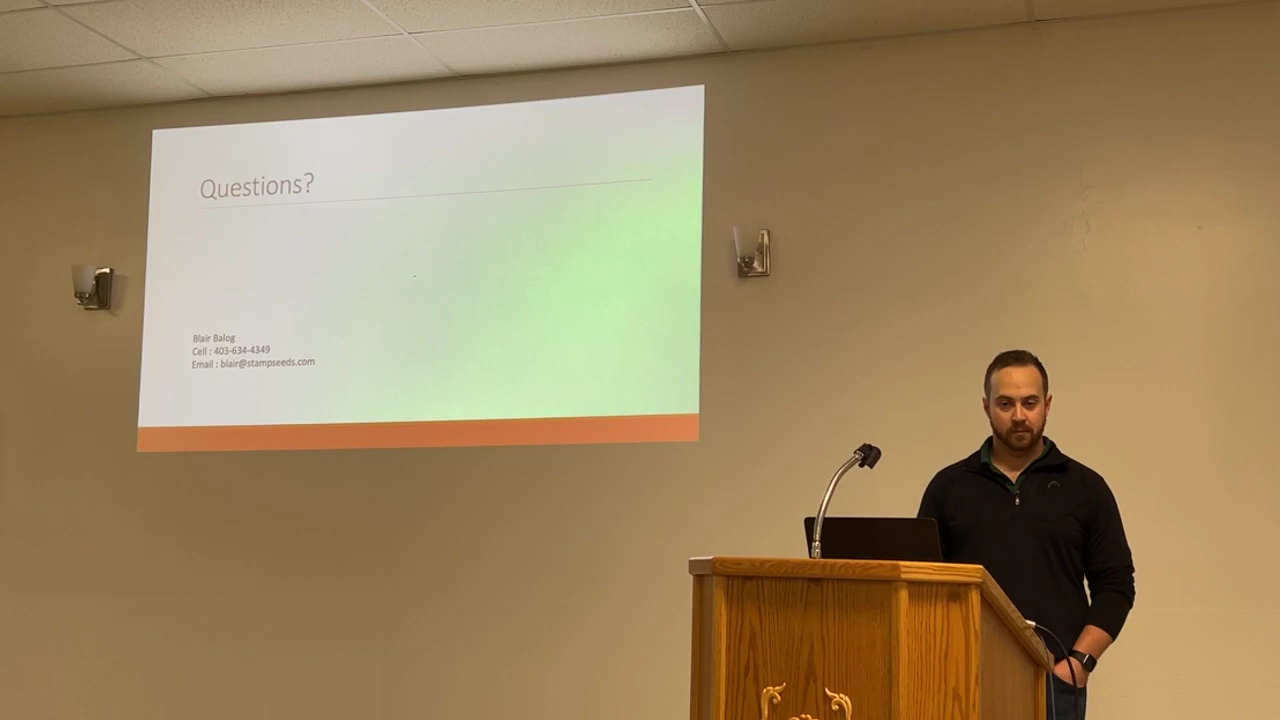 Questions?
Blair Balog
Cell : 403-634-4349
Email : blair@stampseeds.com